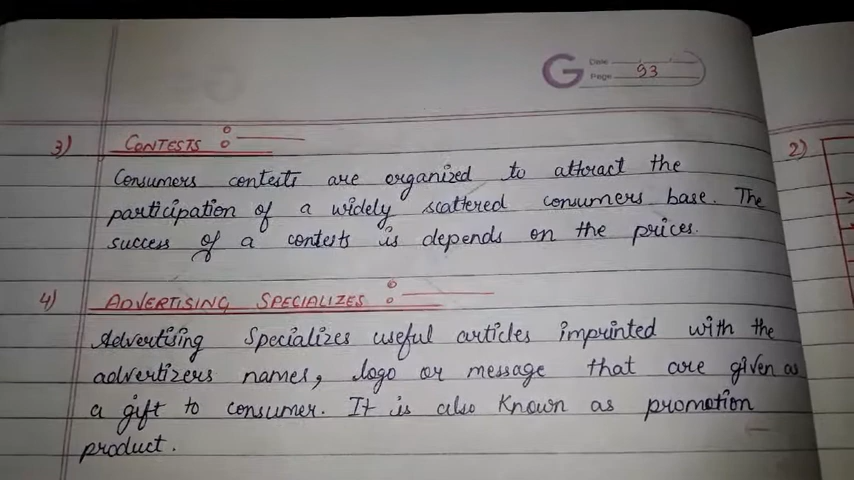 G
Date
Page 93
3) CONTESTS :
Consumers contests are organized to attract the
participation of a widely scattered conumers base. The
success of a contests is depends on the prices.
4) ADVERTISING SPECIALIZES :
Advertising Specializes useful articles imprinted with the
advertizers names, logo or message that are given as
a gift to consumer. It is also known as promotion
product.
2)